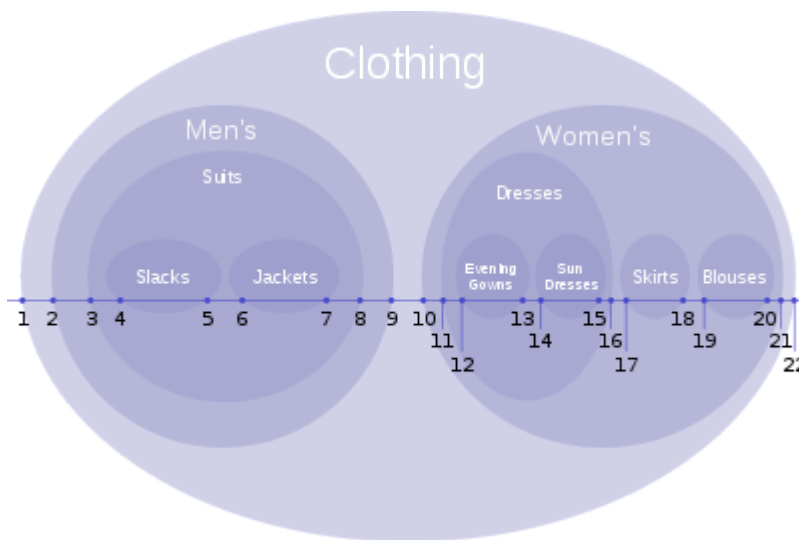 Clothing
Men's
Women's
Suits
Dresses
Slacks
Jackets
Evening
Gowns
Sun
Dresses
Skirts
Blouses
1 2 3 4 5 6 7 8 9 10 13 15 18 20
11 14 16 19 21
12 17 22